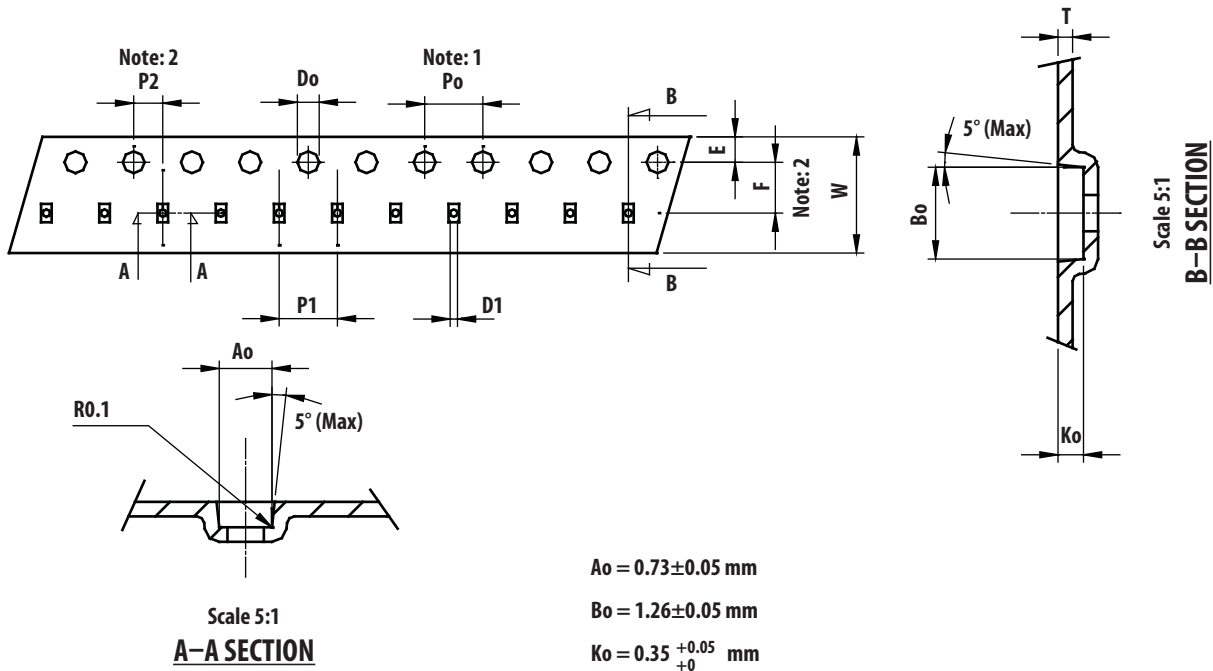 Note: 2
P2
Do
Note: 1
Po
B
E
F
Note: 2
W
A
A
B
P1
D1
Ao
R0.1
5° (Max)
Scale 5:1
A–A SECTION
Ao = 0.73±0.05 mm
Bo = 1.26±0.05 mm
Ko = 0.35 +0.05 +0 mm
T
5° (Max)
Bo
Ko
Scale 5:1
B–B SECTION